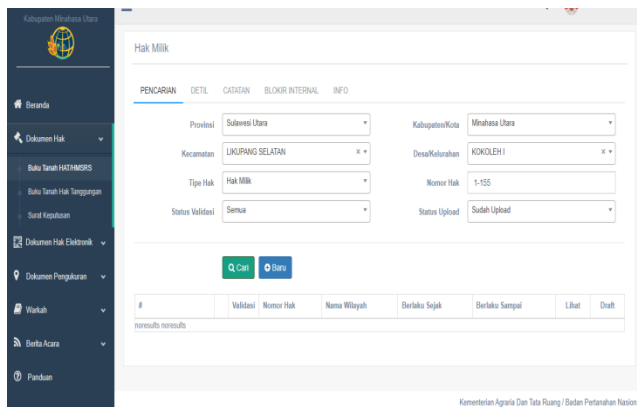 Kabupaten Minahasa Utara
Beranda
Dokumen Hak
Buku Tanah HAT/HMSRS
Buku Tanah Hak Tanggungan
Surat Keputusan
Dokumen Hak Elektronik
Dokumen Pengukuran
Warkah
Berita Acara
Panduan
Hak Milik
PENCARIAN DETIL CATATAN BLOKIR INTERNAL INFO
Provinsi Sulawesi Utara Kabupaten/Kota Minahasa Utara
Kecamatan LIKUPANG SELATAN Desa/Kelurahan KOKOLEH I
Tipe Hak Hak Milik Nomor Hak 1-155
Status Validasi Semua Status Upload Sudah Upload
Cari Baru
# Validasi Nomor Hak Nama Wilayah Berlaku Sejak Berlaku Sampai Lihat Draft
noresults noresults
Kementerian Agraria Dan Tata Ruang / Badan Pertanahan Nasion